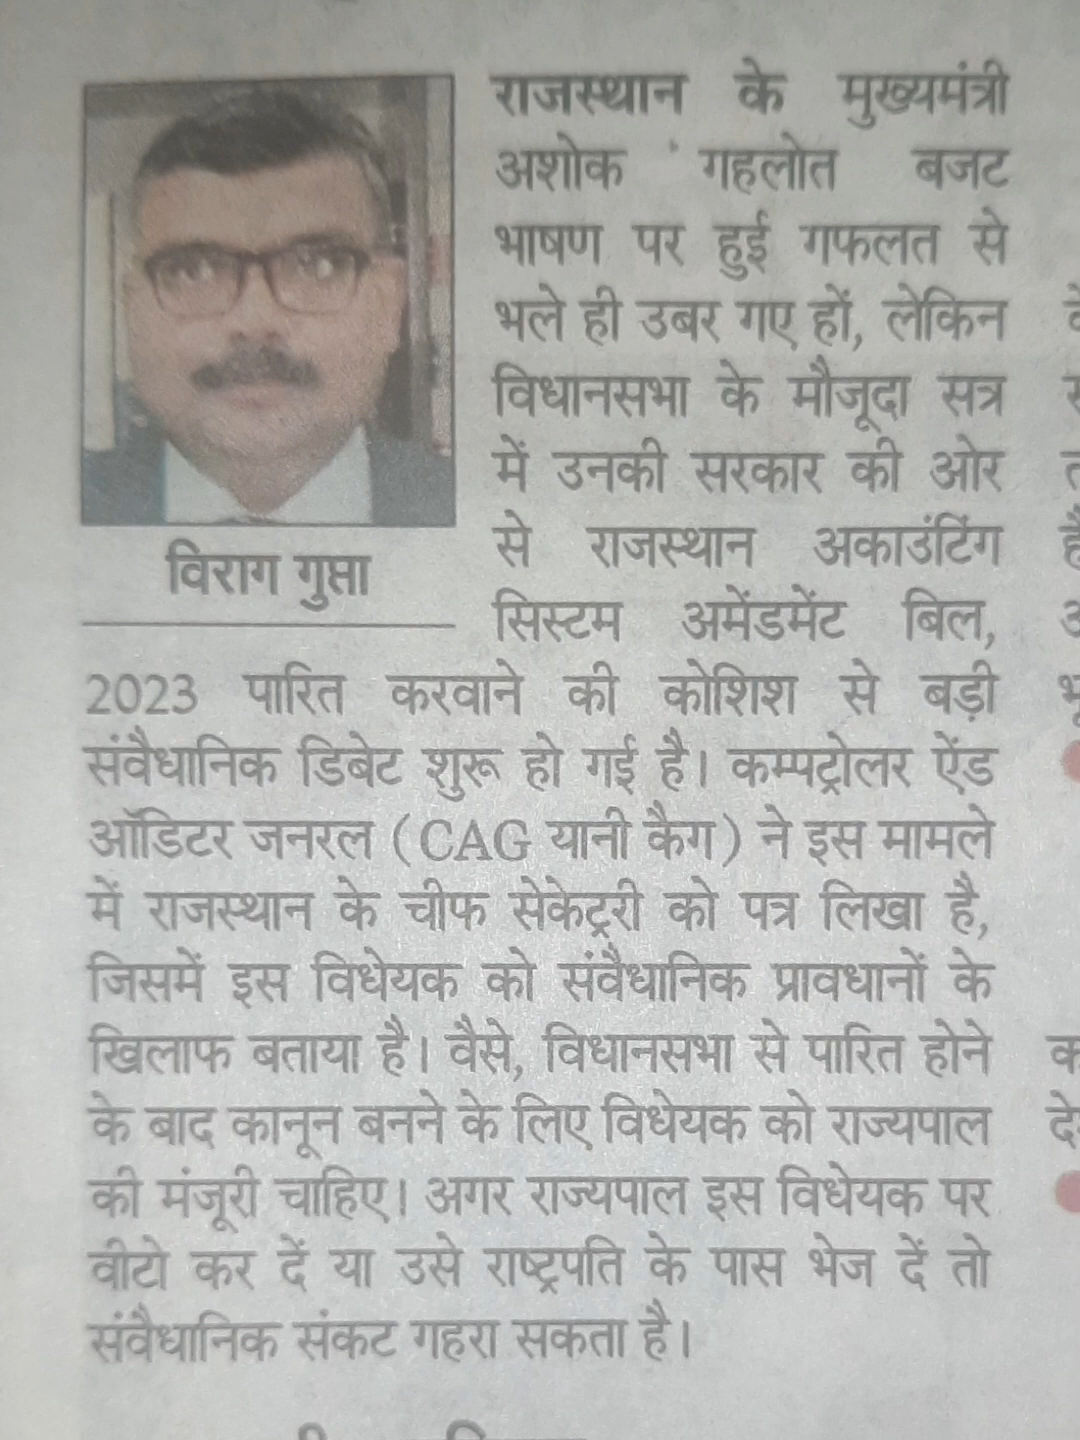 राजस्थान के मुख्यमंत्री
अशोक गहलोत बजट
भाषण पर हुई गफलत से
भले ही उबर गए हों, लेकिन
विधानसभा के मौजूदा सत्र
में उनकी सरकार की ओर
से राजस्थान अकाउंटिंग
सिस्टम अमेंडमेंट बिल,
विराग गुप्ता
2023 पारित करवाने की कोशिश से बड़ी
संवैधानिक डिबेट शुरू हो गई है। कम्पट्रोलर ऐंड
ऑडिटर जनरल (CAG यानी कैग) ने इस मामले
में राजस्थान के चीफ सेकेट्ररी को पत्र लिखा है,
जिसमें इस विधेयक को संवैधानिक प्रावधानों के
खिलाफ बताया है। वैसे, विधानसभा से पारित होने
के बाद कानून बनने के लिए विधेयक को राज्यपाल
की मंजूरी चाहिए। अगर राज्यपाल इस विधेयक पर
वीटो कर दें या उसे राष्ट्रपति के पास भेज दें तो
संवैधानिक संकट गहरा सकता है।